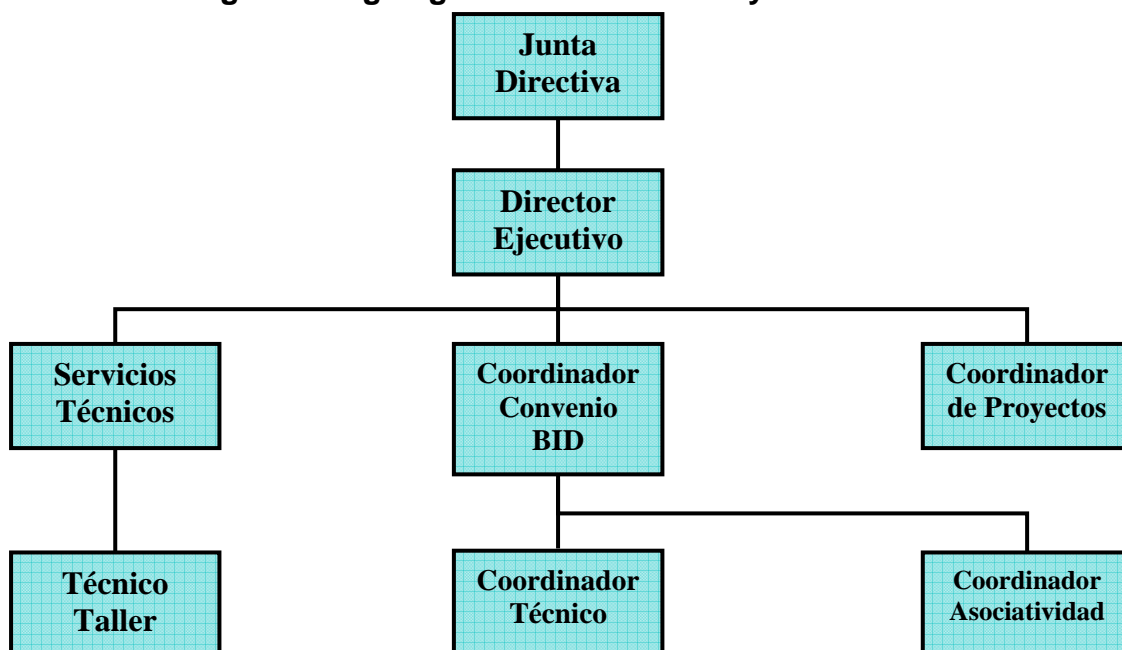 Junta
Directiva
Director
Ejecutivo
Servicios
Técnicos
Coordinador
Convenio
BID
Coordinador
de Proyectos
Técnico
Taller
Coordinador
Técnico
Coordinador
Asociatividad